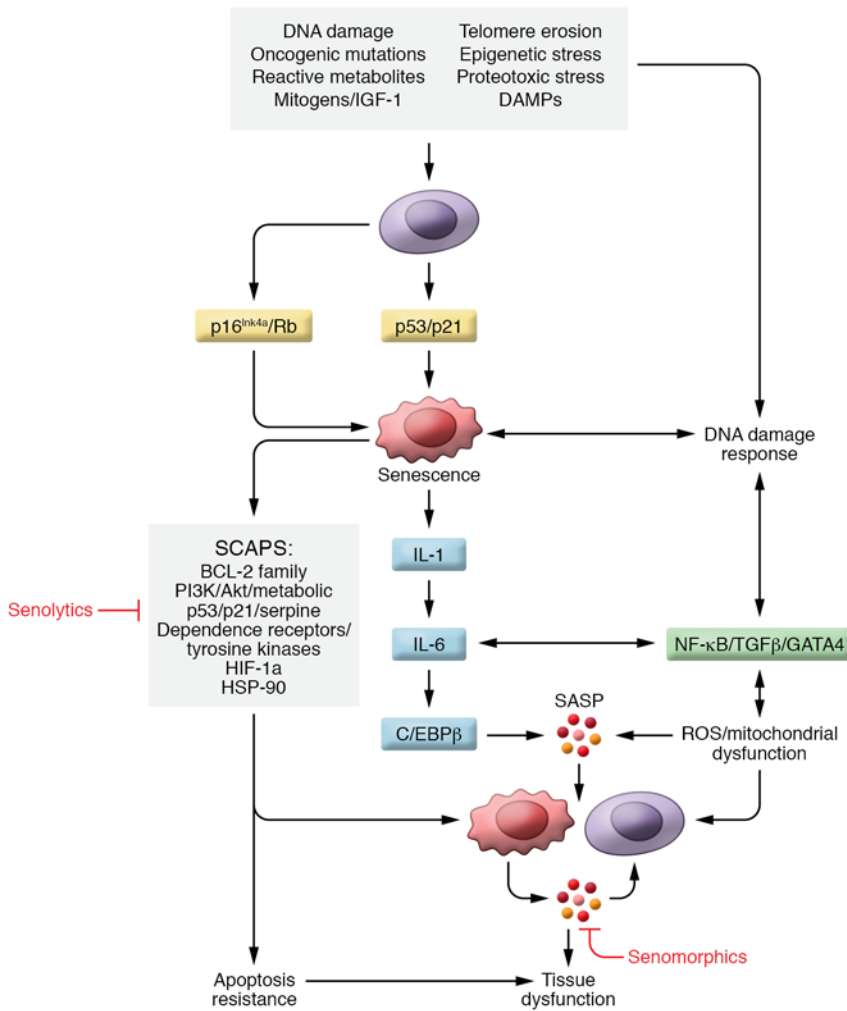 DNA damage
Oncogenic mutations
Reactive metabolites
Mitogens/IGF-1
Telomere erosion
Epigenetic stress
Proteotoxic stress
DAMPs
p16Ink4a/Rb
p53/p21
Senescence
DNA damage
response
SCAPS:
BCL-2 family
PI3K/Akt/metabolic
p53/p21/serpine
Dependence receptors/
tyrosine kinases
HIF-1a
HSP-90
Senolytics
IL-1
IL-6
NF-κB/TGFβ/GATA4
C/EBPβ
SASP
ROS/mitochondrial
dysfunction
Senomorphics
Apoptosis
resistance
Tissue
dysfunction